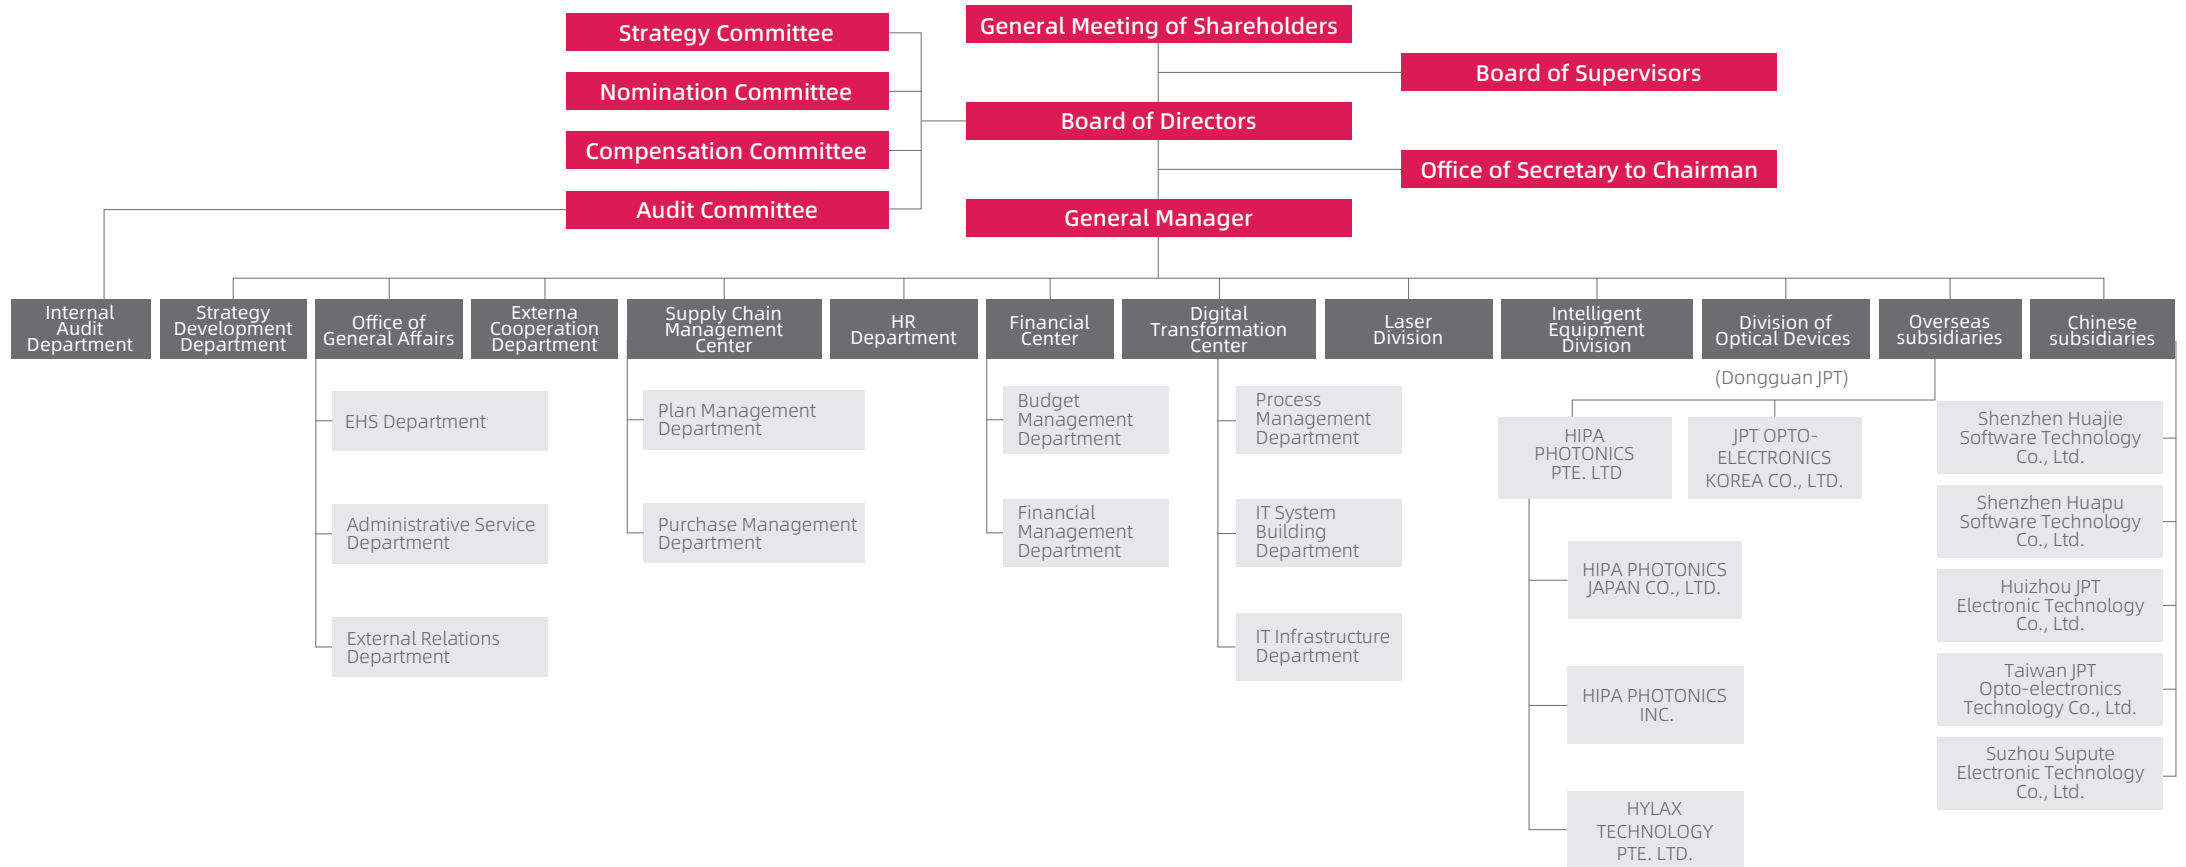 Strategy Committee
General Meeting of Shareholders
Board of Supervisors
Nomination Committee
Board of Directors
Compensation Committee
Office of Secretary to Chairman
Audit Committee
General Manager
Internal
Audit
Department
Strategy
Development
Department
Office of
General Affairs
Externa
Cooperation
Department
Supply Chain
Management
Center
HR
Department
Financial
Center
Digital
Transformation
Center
Laser
Division
Intelligent
Equipment
Division
Division of
Optical Devices
Overseas
subsidiaries
Chinese
subsidiaries
(Dongguan JPT)
EHS Department
Administrative Service
Department
External Relations
Department
Plan Management
Department
Purchase Management
Department
Budget
Management
Department
Financial
Management
Department
Process
Management
Department
IT System
Building
Department
IT Infrastructure
Department
HIPA
PHOTONICS
PTE. LTD
JPT OPTO-
ELECTRONICS
KOREA CO., LTD.
HIPA PHOTONICS
JAPAN CO., LTD.
HIPA PHOTONICS
INC.
HYLAX
TECHNOLOGY
PTE. LTD.
Shenzhen Huajie
Software Technology
Co., Ltd.
Shenzhen Huapu
Software Technology
Co., Ltd.
Huizhou JPT
Electronic Technology
Co., Ltd.
Taiwan JPT
Opto-electronics
Technology Co., Ltd.
Suzhou Supute
Electronic Technology
Co., Ltd.